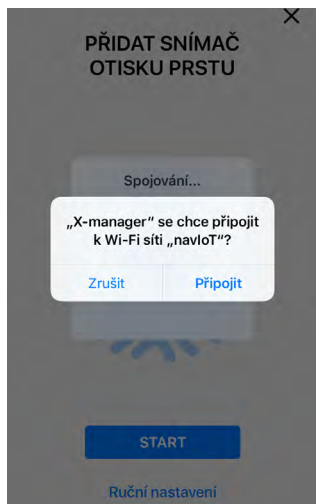 PŘIDAT SNÍMAČ
OTISKU PRSTU
Spojování...
„X-manager“ se chce připojit
k Wi-Fi síti „navIoT“?
Zrušit
Připojit
START
Ruční nastavení